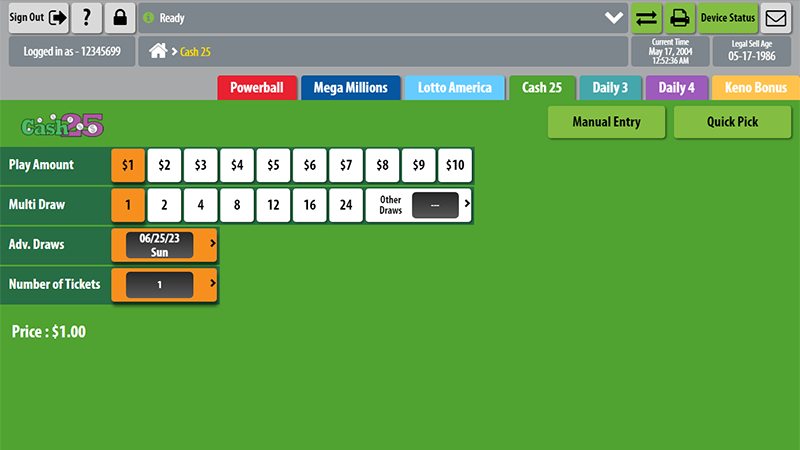 Sign Out
?
Ready
Device Status
Logged in as - 12345699
> Cash 25
Current Time
May 17, 2004
12:52:36 AM
Legal Sell Age
05-17-1986
Powerball
Mega Millions
Lotto America
Cash 25
Daily 3
Daily 4
Keno Bonus
Cash 25
Manual Entry
Quick Pick
Play Amount $1 $2 $3 $4 $5 $6 $7 $8 $9 $10
Multi Draw 1 2 4 8 12 16 24 Other Draws ---
Adv. Draws 06/25/23 Sun
Number of Tickets 1
Price : $1.00